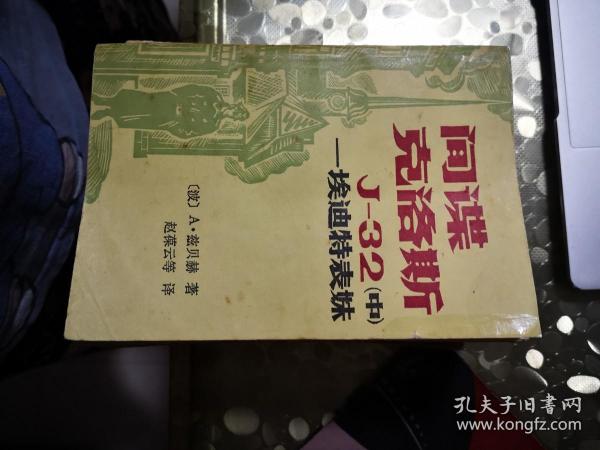 间谍
克洛斯
J-32(中)
—埃迪特表妹
〔波〕A·兹贝赫 著
赵葆云等 译
孔夫子旧书网
www.kongfz.com